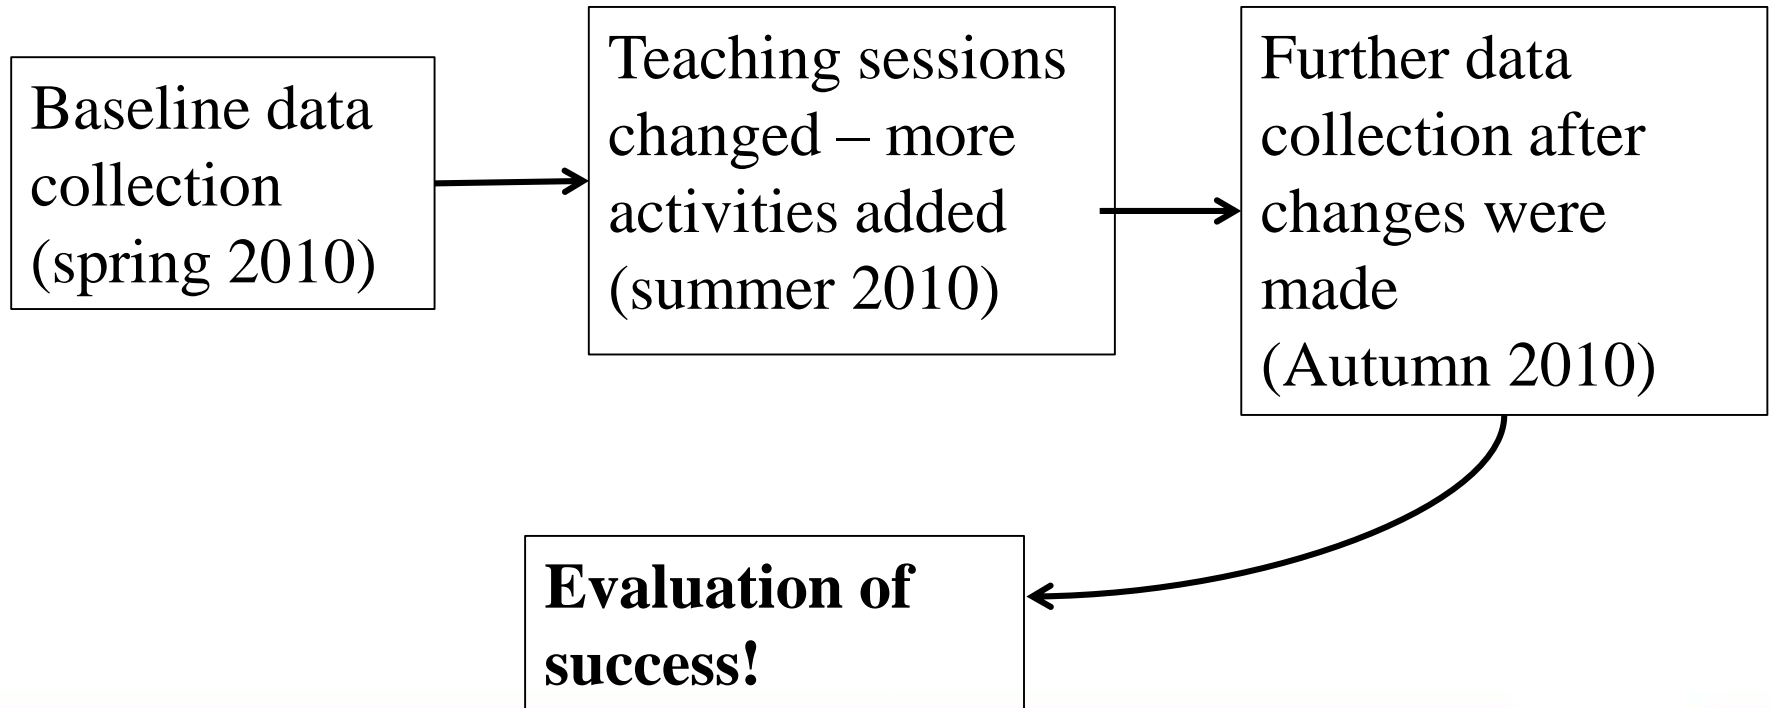 Baseline data
collection
(spring 2010)
Teaching sessions
changed – more
activities added
(summer 2010)
Further data
collection after
changes were
made
(Autumn 2010)
Evaluation of
success!